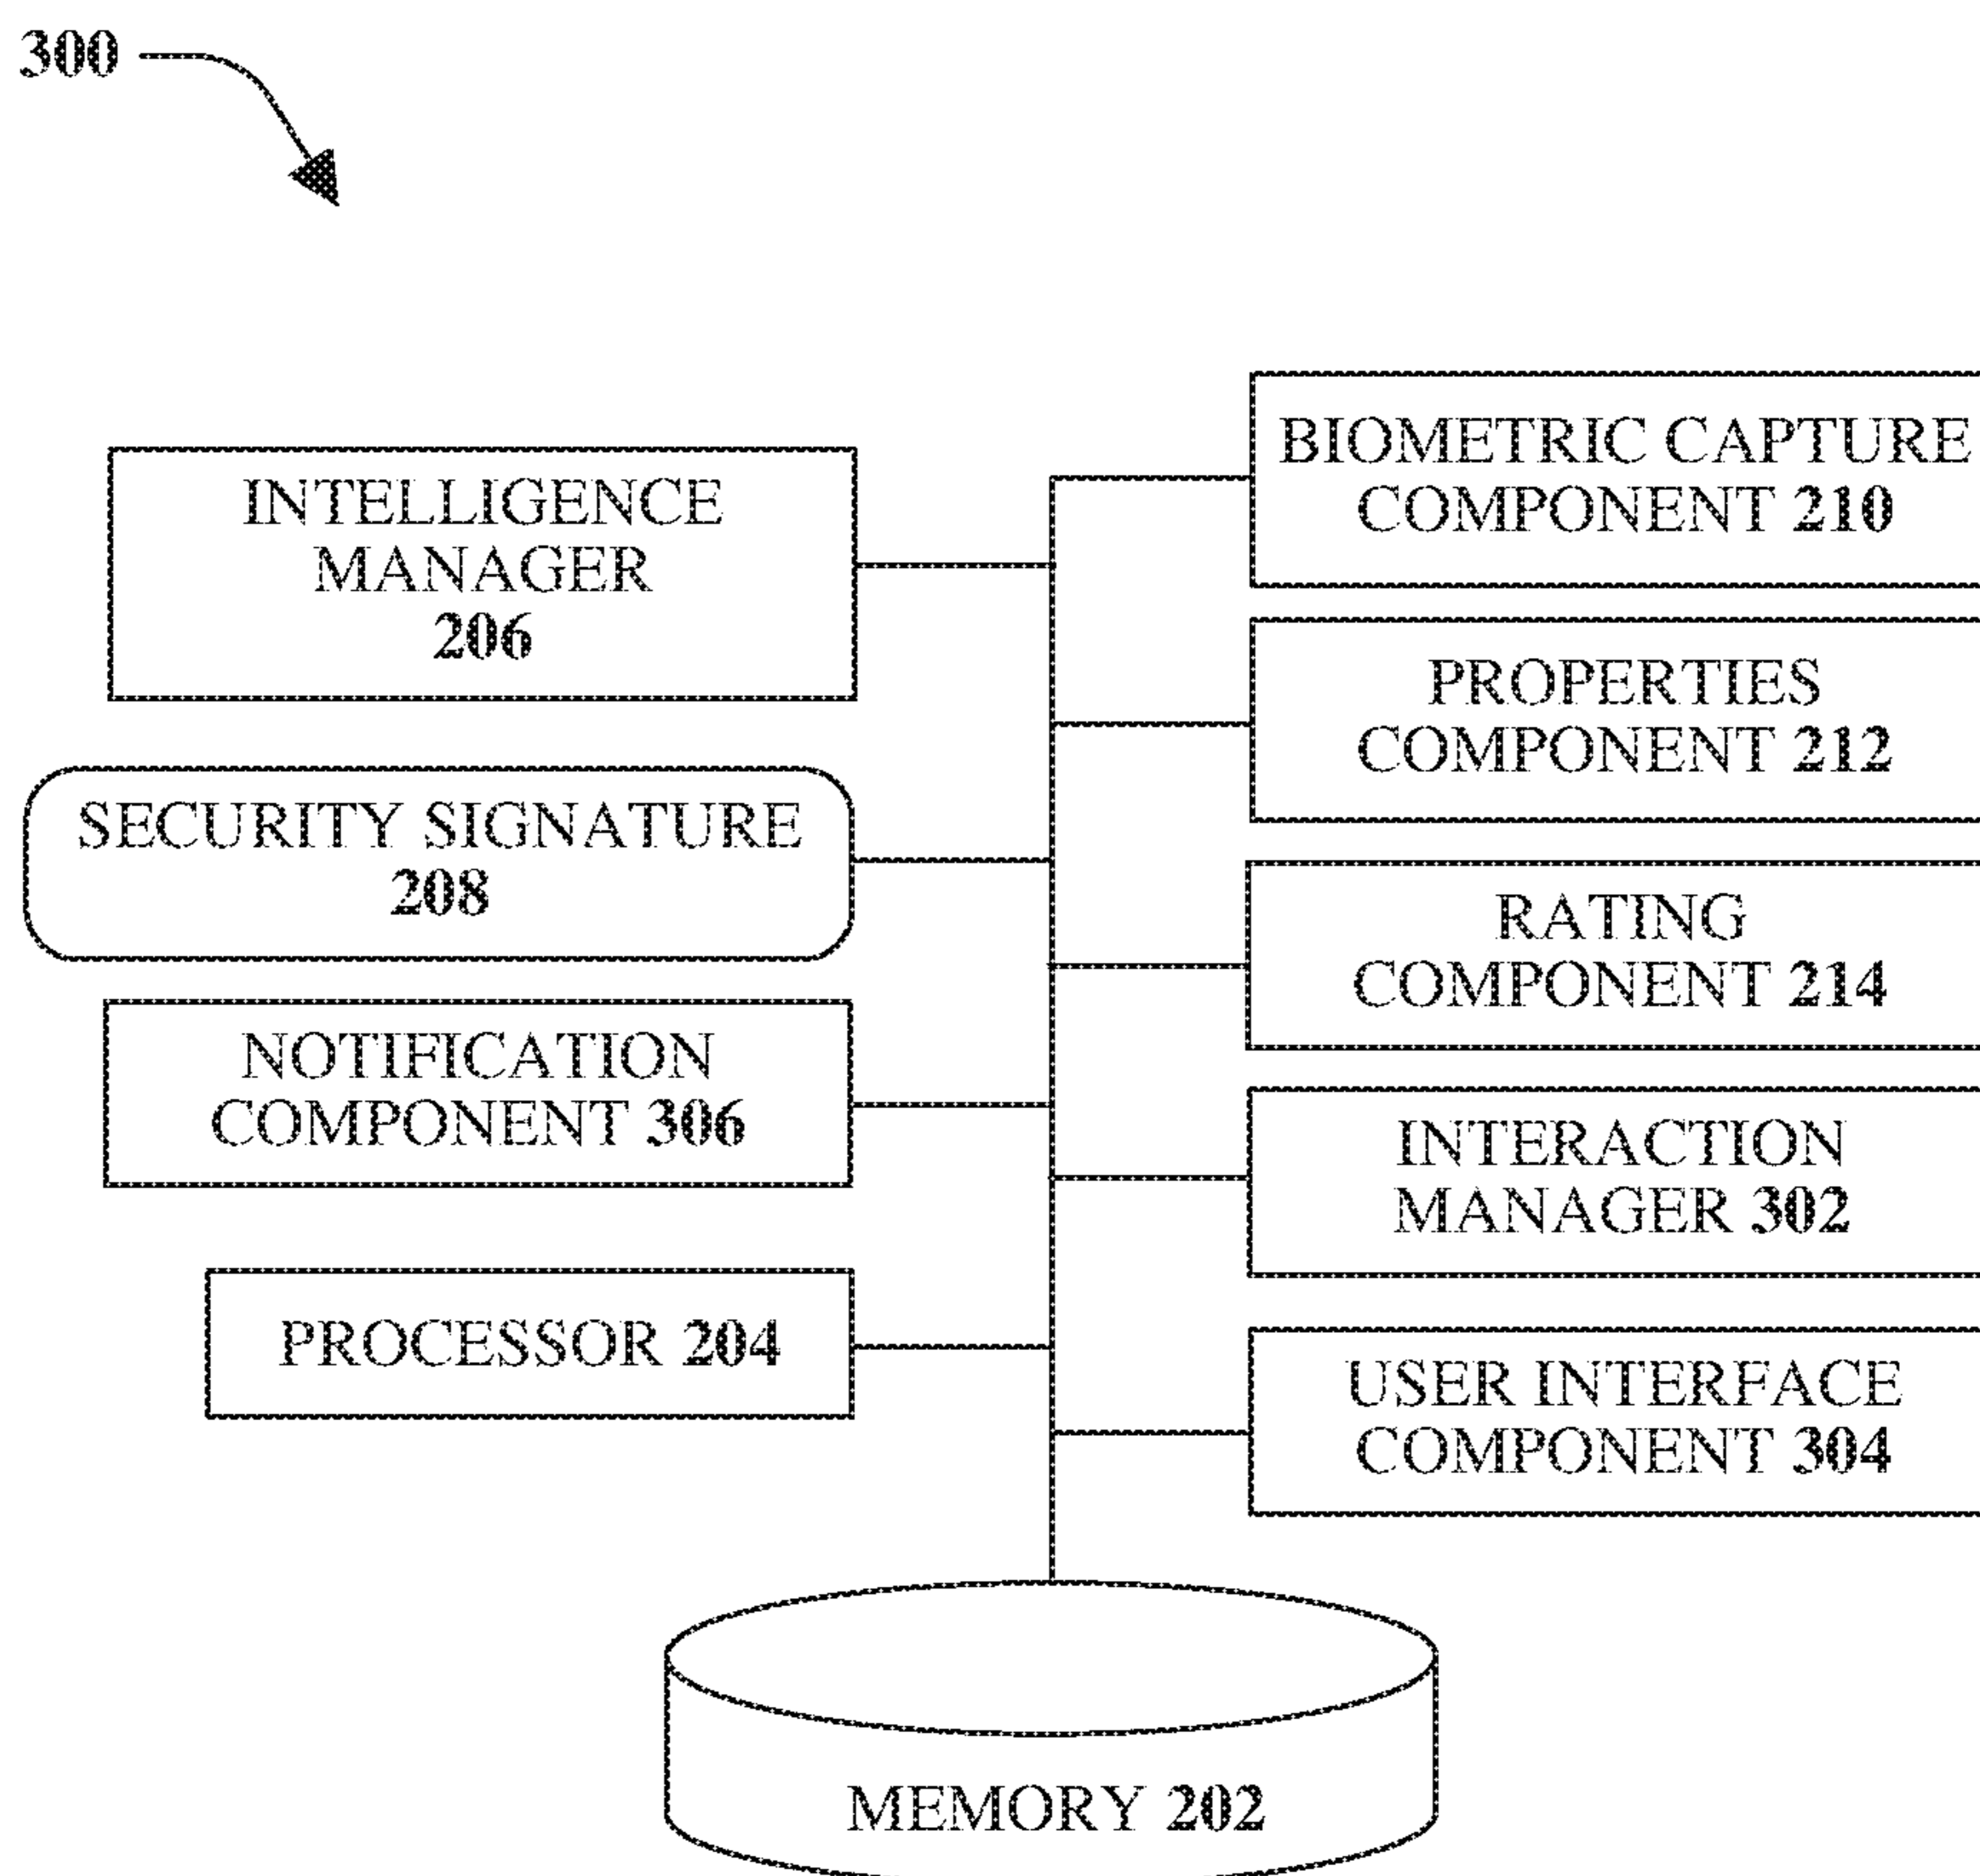 300
INTELLIGENCE
MANAGER
206
SECURITY SIGNATURE
208
NOTIFICATION
COMPONENT 306
PROCESSOR 204
BIOMETRIC CAPTURE
COMPONENT 210
PROPERTIES
COMPONENT 212
RATING
COMPONENT 214
INTERACTION
MANAGER 302
USER INTERFACE
COMPONENT 304
MEMORY 202